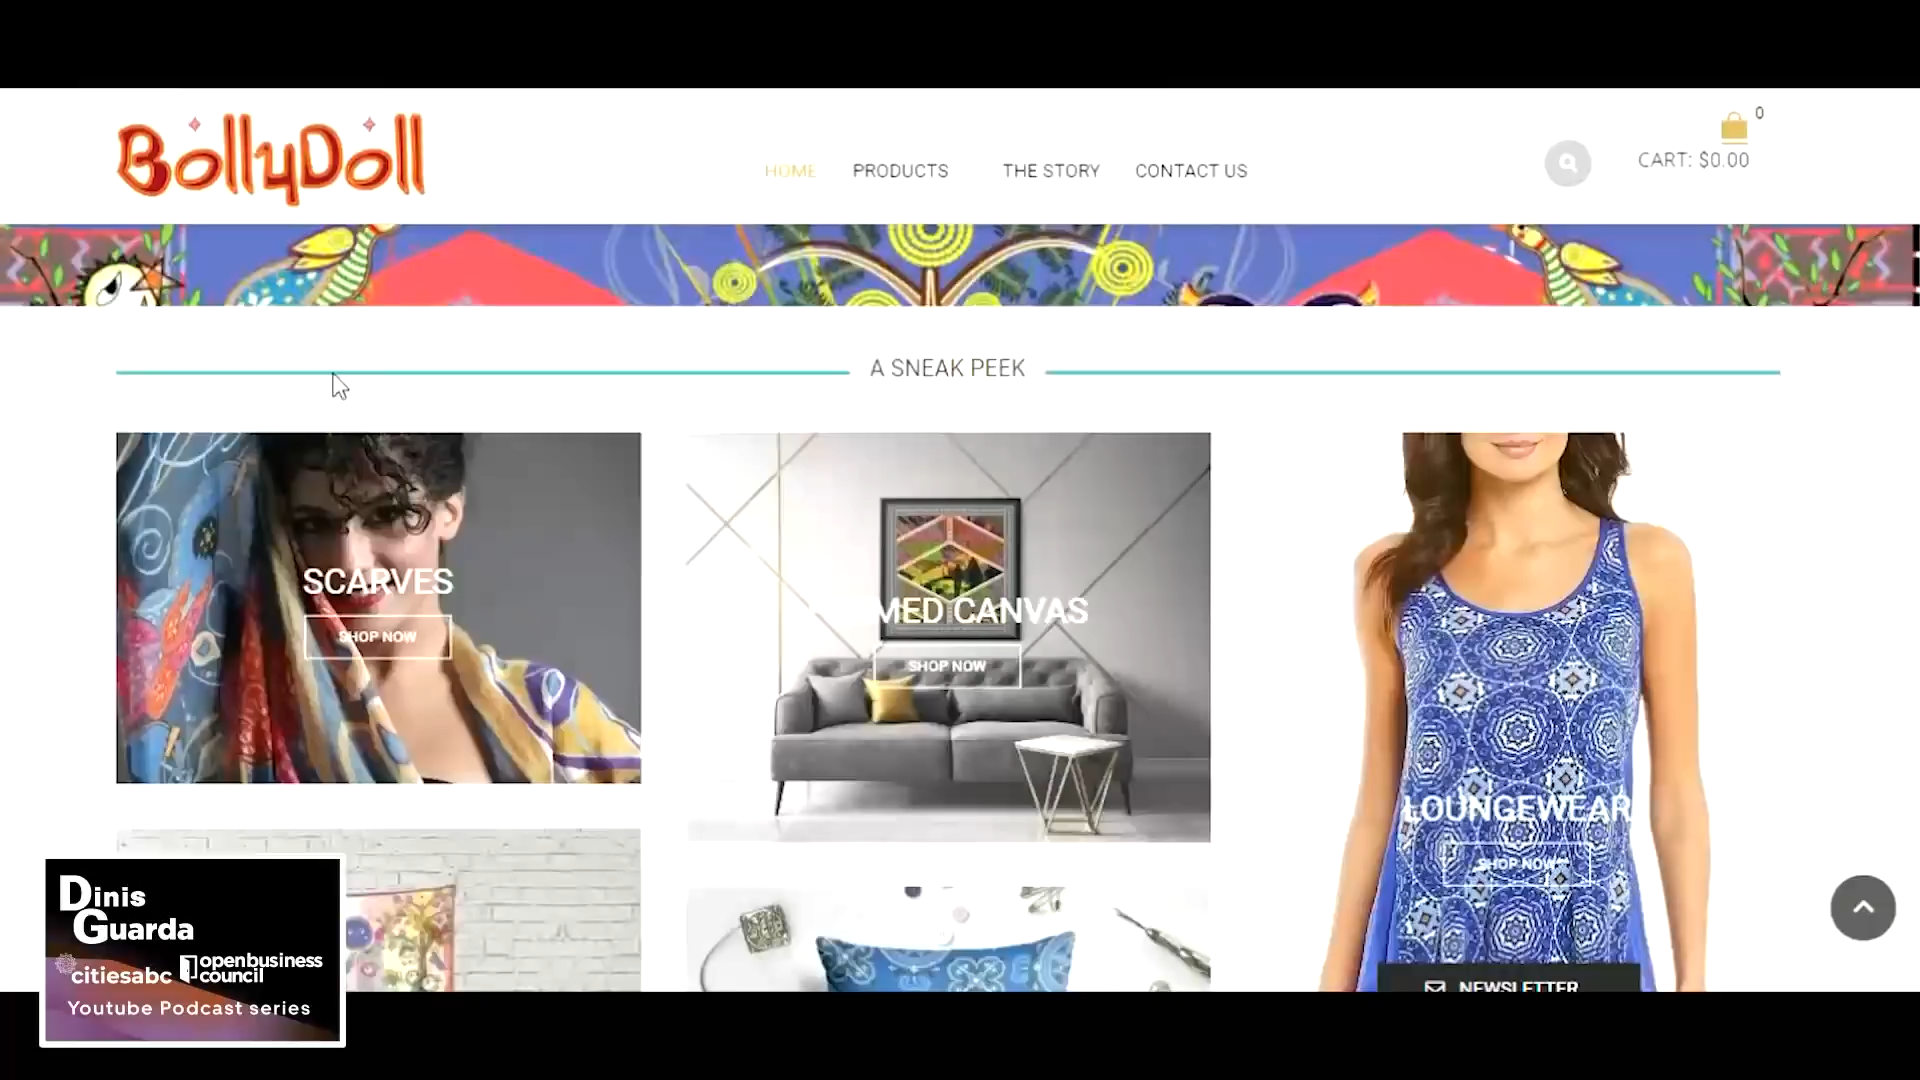 BollyDoll
HOME PRODUCTS THE STORY CONTACT US
0
CART: $0.00
A SNEAK PEEK
SCARVES
SHOP NOW
MED CANVAS
SHOP NOW
LOUNGEWEAR
SHOP NOW
NEWSLETTER
Dinis
Guarda
citiesabc openbusiness
council
Youtube Podcast series